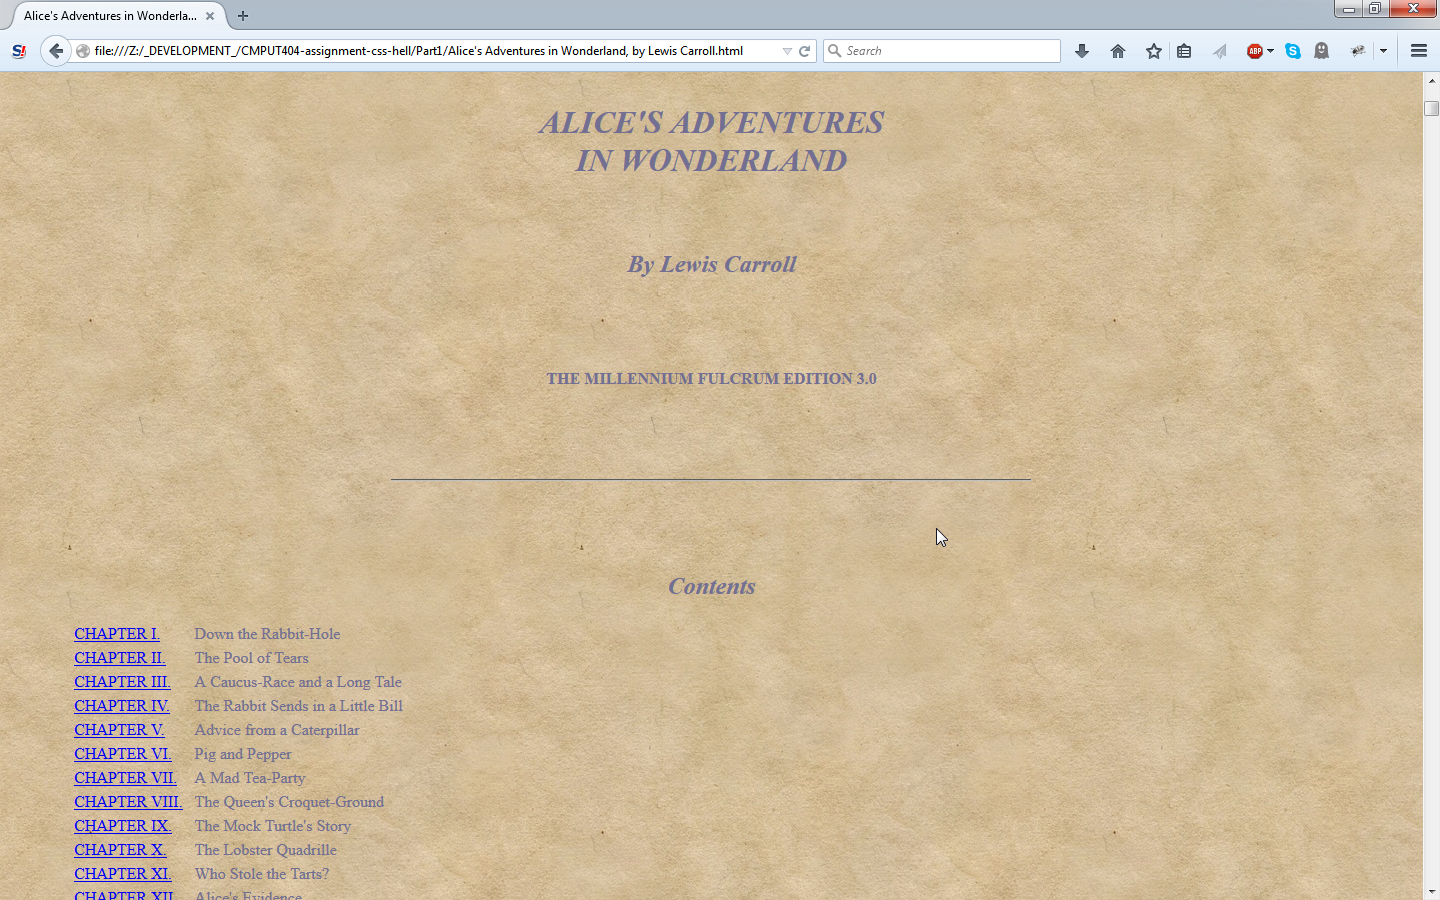 Alice's Adventures in Wonderla...
S!
file:///Z:/_DEVELOPMENT_/CMPUT404-assignment-css-hell/Part1/Alice's Adventures in Wonderland, by Lewis Carroll.html
Search
ABP
ALICE'S ADVENTURES
IN WONDERLAND
By Lewis Carroll
THE MILLENNIUM FULCRUM EDITION 3.0
Contents
CHAPTER I. Down the Rabbit-Hole
CHAPTER II. The Pool of Tears
CHAPTER III. A Caucus-Race and a Long Tale
CHAPTER IV. The Rabbit Sends in a Little Bill
CHAPTER V. Advice from a Caterpillar
CHAPTER VI. Pig and Pepper
CHAPTER VII. A Mad Tea-Party
CHAPTER VIII. The Queen's Croquet-Ground
CHAPTER IX. The Mock Turtle's Story
CHAPTER X. The Lobster Quadrille
CHAPTER XI. Who Stole the Tarts?
CHAPTER XII. Alice's Evidence